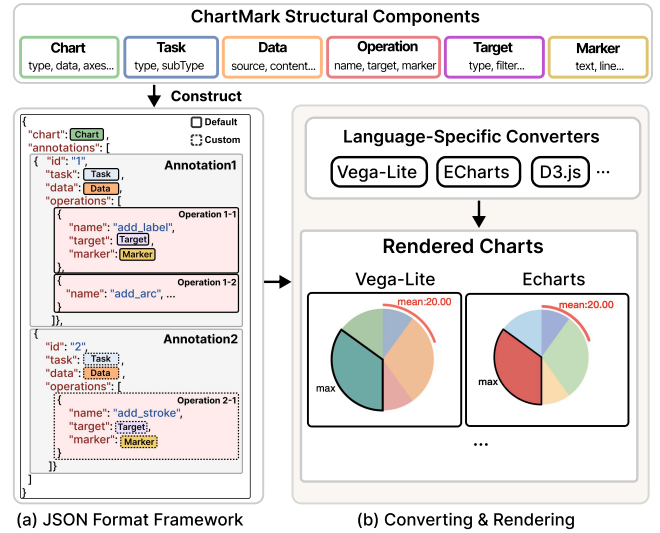 ChartMark Structural Components
Chart
type, data, axes...
Task
type, subType
Data
source, content...
Operation
name, target, marker
Target
type, filter...
Marker
text, line...
Construct
{
"chart": Chart ,
"annotations": [
Default
Custom
{ "id": "1",
Annotation1
"task": Task ,
"data": Data ,
"operations": [
{
Operation 1-1
"name": "add_label",
"target": Target ,
"marker": Marker
},
{
Operation 1-2
"name": "add_arc", ...
}
]},
{
Annotation2
"id": "2",
"task": Task ,
"data": Data ,
"operations": [
{
Operation 2-1
"name": "add_stroke",
"target": Target ,
"marker": Marker
}
]}
]
}
(a) JSON Format Framework
Language-Specific Converters
Vega-Lite
ECharts
D3.js
...
Rendered Charts
Vega-Lite
Echarts
mean:20.00
max
mean:20.00
max
...
(b) Converting & Rendering